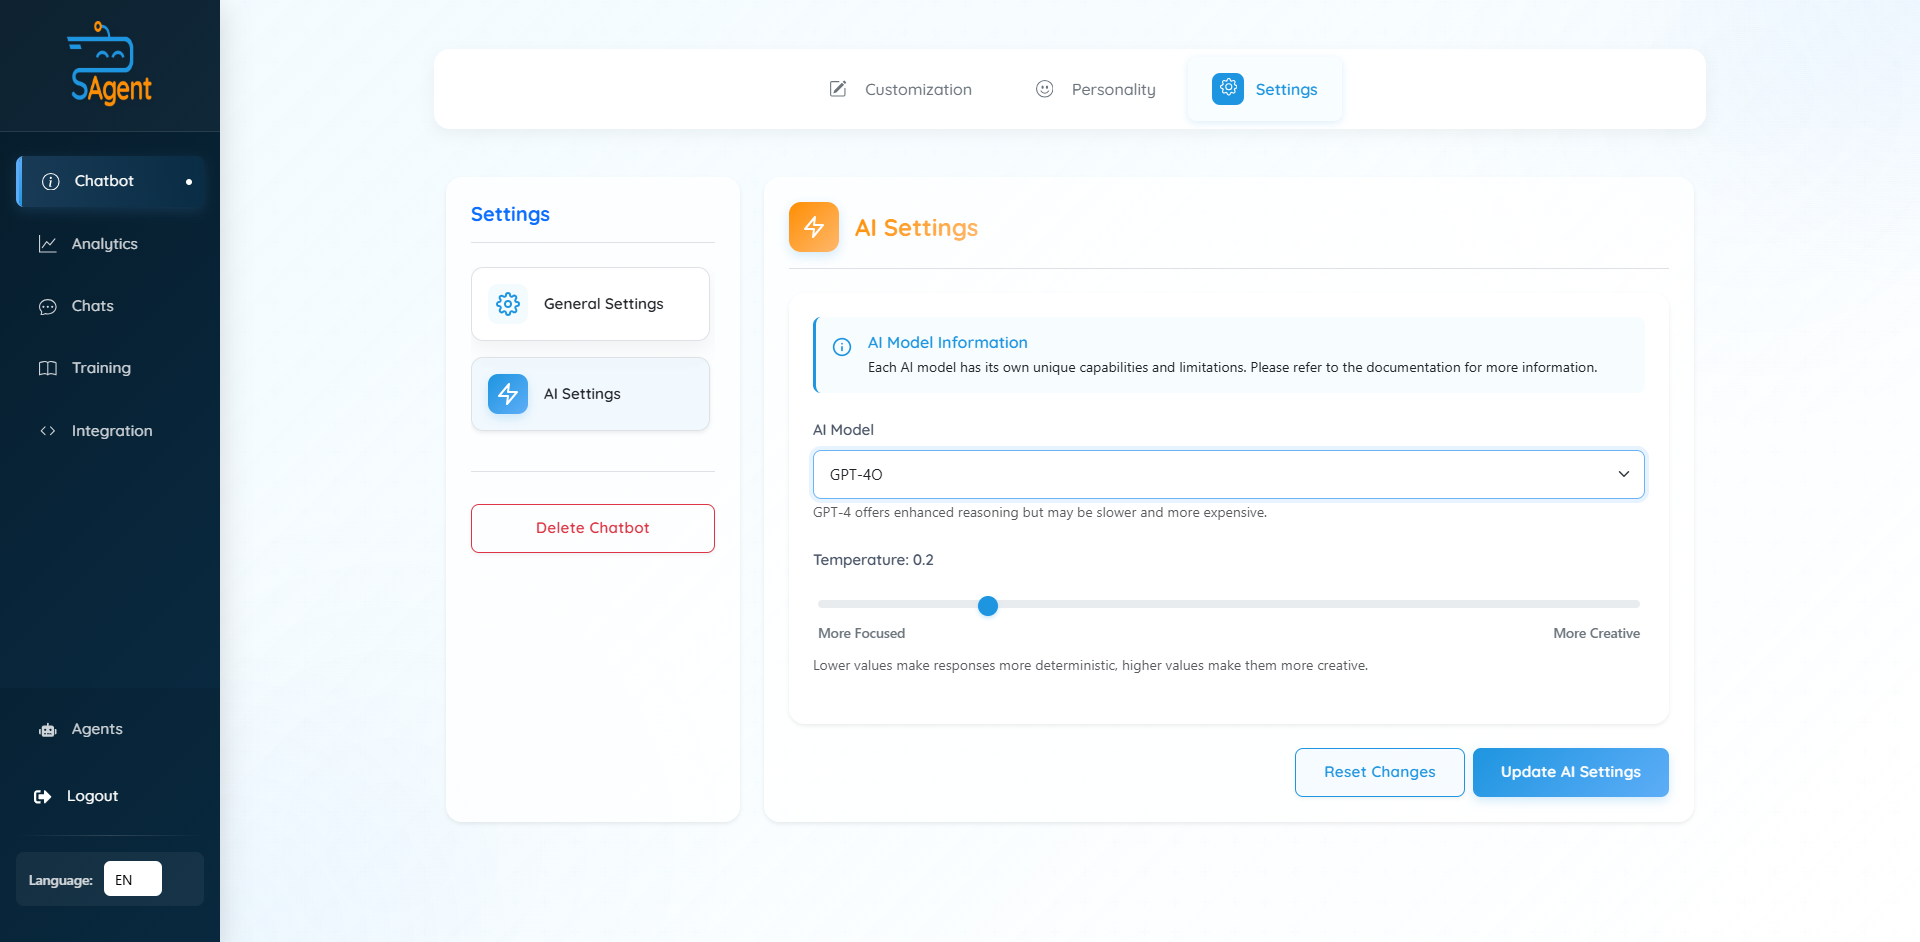 SAgent
Chatbot
Analytics
Chats
Training
Integration
Agents
Logout
Language: EN
Customization
Personality
Settings
Settings
General Settings
AI Settings
Delete Chatbot
AI Settings
AI Model Information
Each AI model has its own unique capabilities and limitations. Please refer to the documentation for more information.
AI Model
GPT-4O
GPT-4 offers enhanced reasoning but may be slower and more expensive.
Temperature: 0.2
More Focused
More Creative
Lower values make responses more deterministic, higher values make them more creative.
Reset Changes
Update AI Settings